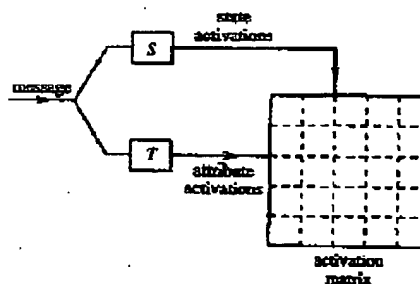 state
activations
S
message
T
attribute
activations
activation
matrix